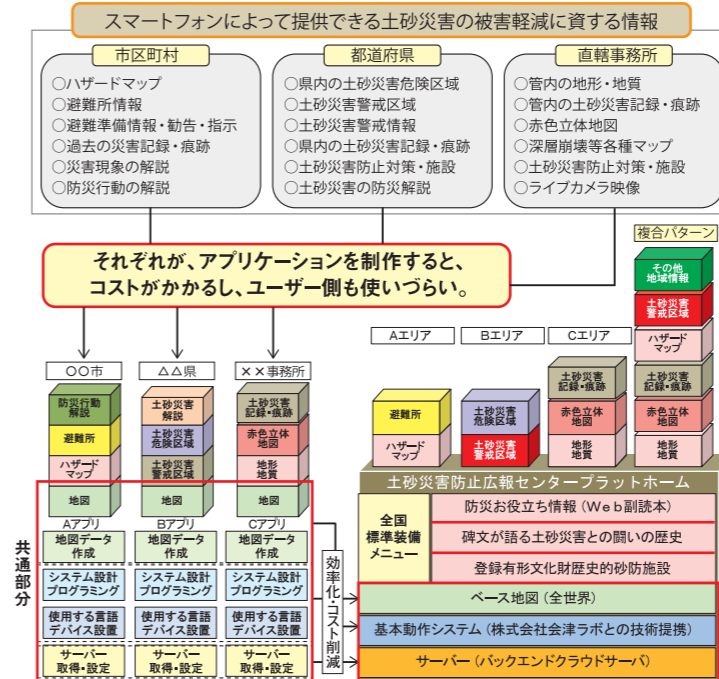 スマートフォンによって提供できる土砂災害の被害軽減に資する情報
市区町村
○ハザードマップ
○避難所情報
○避難準備情報・勧告・指示
○過去の災害記録・痕跡
○災害現象の解説
○防災行動の解説
都道府県
○県内の土砂災害危険区域
○土砂災害警戒区域
○土砂災害警戒情報
○県内の土砂災害記録・痕跡
○土砂災害防止対策・施設
○土砂災害の防災解説
直轄事務所
○管内の地形・地質
○管内の土砂災害記録・痕跡
○赤色立体地図
○深層崩壊等各種マップ
○土砂災害防止対策・施設
○ライブカメラ映像
それぞれが、アプリケーションを制作すると、
コストがかかるし、ユーザー側も使いづらい。
○○市
防災行動
解説
避難所
ハザード
マップ
地図
Aアプリ
地図データ
作成
システム設計
プログラミング
使用する言語
デバイス設置
サーバー
取得・設定
△△県
土砂災害
解説
土砂災害
危険区域
土砂災害
警戒区域
地図
Bアプリ
地図データ
作成
システム設計
プログラミング
使用する言語
デバイス設置
サーバー
取得・設定
××事務所
土砂災害
記録・痕跡
赤色立体
地図
地形
地質
地図
Cアプリ
地図データ
作成
システム設計
プログラミング
使用する言語
デバイス設置
サーバー
取得・設定
共通部分
効率化・コスト削減
Aエリア
避難所
ハザード
マップ
Bエリア
土砂災害
危険区域
土砂災害
警戒区域
Cエリア
土砂災害
記録・痕跡
赤色立体
地図
地形
地質
複合パターン
その他
地域情報
土砂災害
警戒区域
ハザード
マップ
土砂災害
記録・痕跡
赤色立体
地図
地形
地質
土砂災害防止広報センタープラットホーム
全国
標準装備
メニュー
防災お役立ち情報（Web副読本）
碑文が語る土砂災害との闘いの歴史
登録有形文化財歴史的砂防施設
ベース地図（全世界）
基本動作システム（株式会社会津ラボとの技術提携）
サーバー（バックエンドクラウドサーバ）